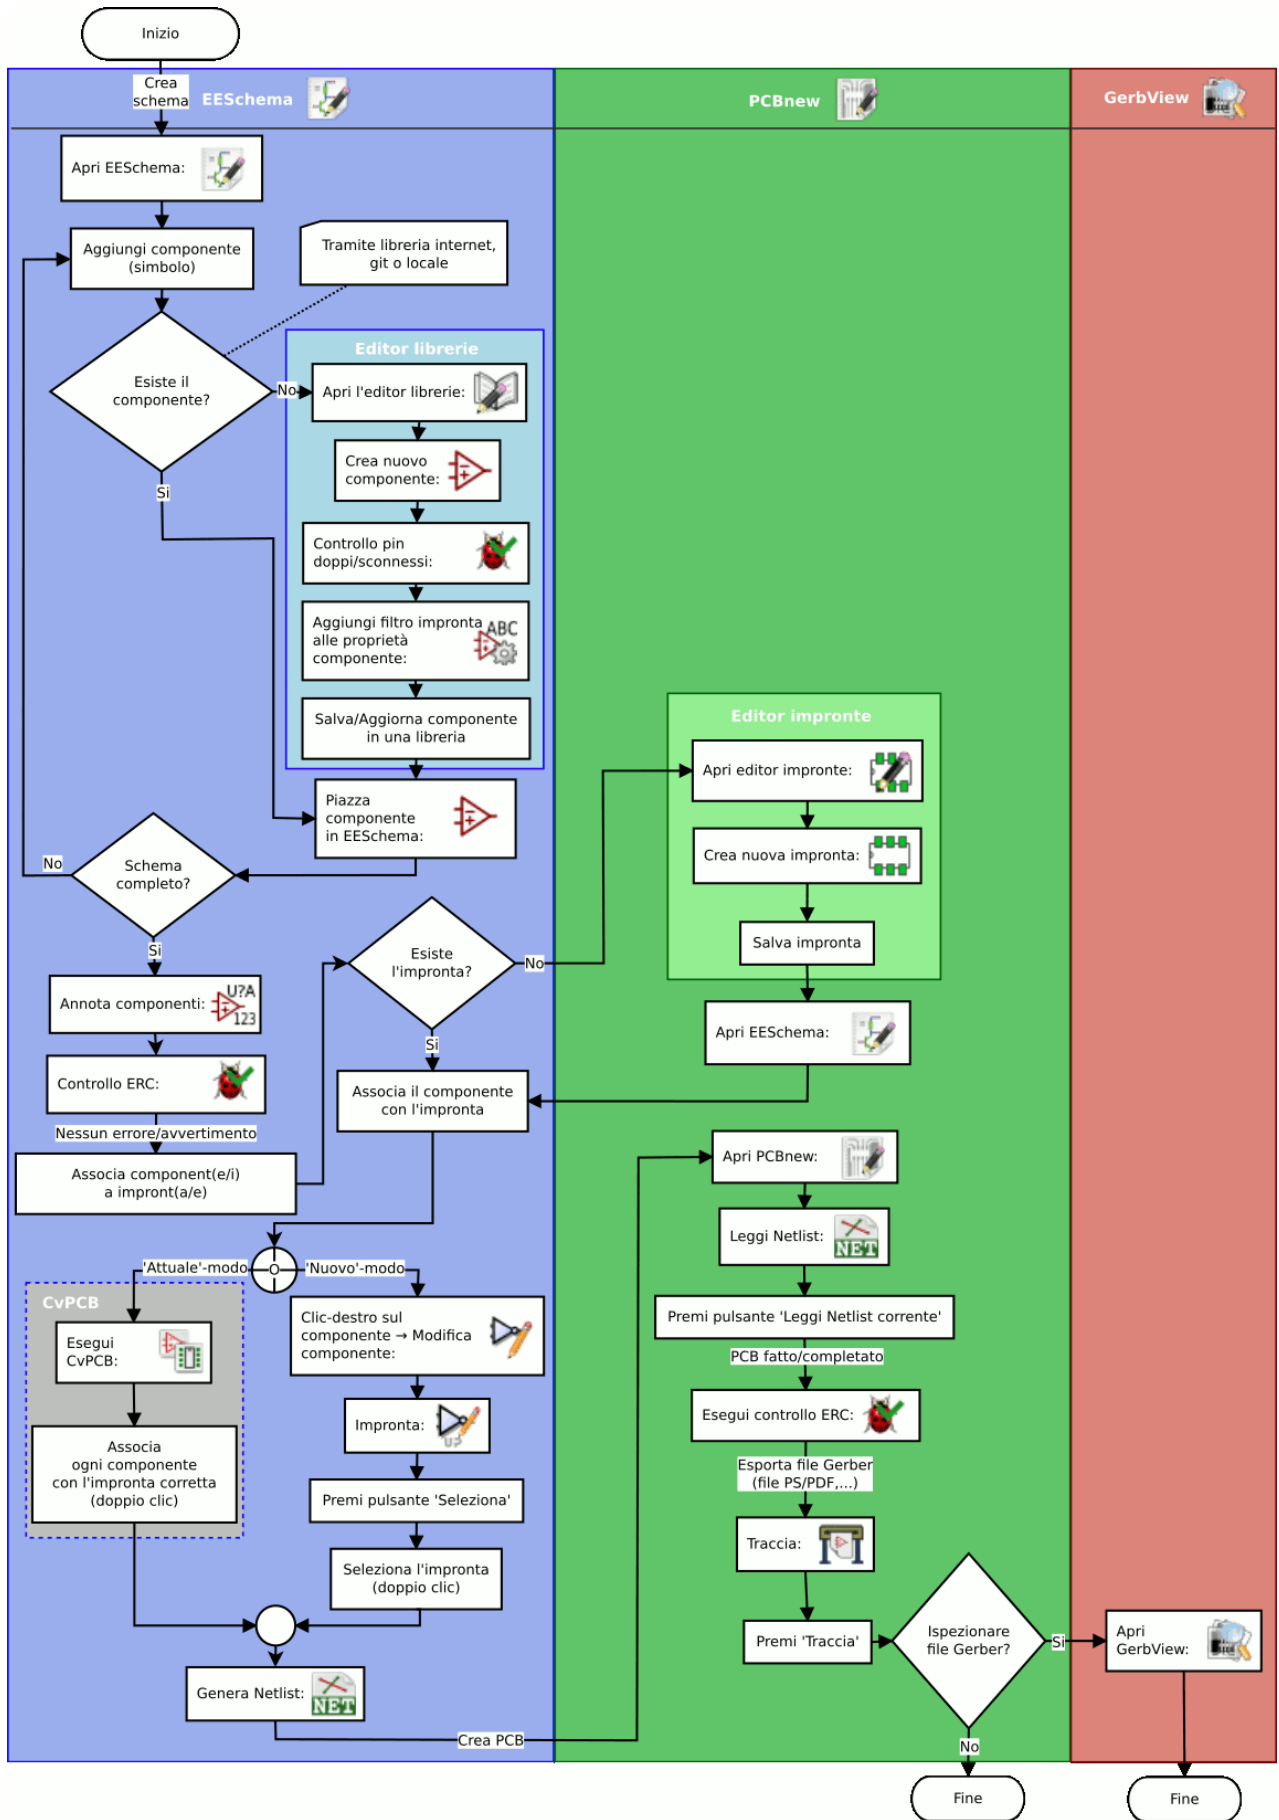 Inizio
Crea
schema
EESchema
PCBnew
GerbView
Apri EESchema:
Aggiungi componente
(simbolo)
Tramite libreria internet,
git o locale
Esiste il
componente?
No
Si
Editor librerie
Apri l'editor librerie:
Crea nuovo
componente:
Controllo pin
doppi/sconnessi:
Aggiungi filtro impronta
alle proprietà
componente:
ABC
Salva/Aggiorna componente
in una libreria
Piazza
componente
in EESchema:
Schema
completo?
No
Si
Annota componenti:
U?A
123
Controllo ERC:
Nessun errore/avvertimento
Associa component(e/i)
a impront(a/e)
Esiste
l'impronta?
No
Si
Editor impronte
Apri editor impronte:
Crea nuova impronta:
Salva impronta
Apri EESchema:
Associa il componente
con l'impronta
O
'Attuale'-modo
'Nuovo'-modo
CvPCB
Esegui
CvPCB:
Associa
ogni componente
con l'impronta corretta
(doppio clic)
Clic-destro sul
componente → Modifica
componente:
Impronta:
Premi pulsante 'Seleziona'
Seleziona l'impronta
(doppio clic)
Genera Netlist:
NET
Crea PCB
Apri PCBnew:
Leggi Netlist:
NET
Premi pulsante 'Leggi Netlist corrente'
PCB fatto/completato
Esegui controllo ERC:
Esporta file Gerber
(file PS/PDF,...)
Traccia:
Premi 'Traccia'
Ispezionare
file Gerber?
Si
No
Apri
GerbView:
Fine
Fine